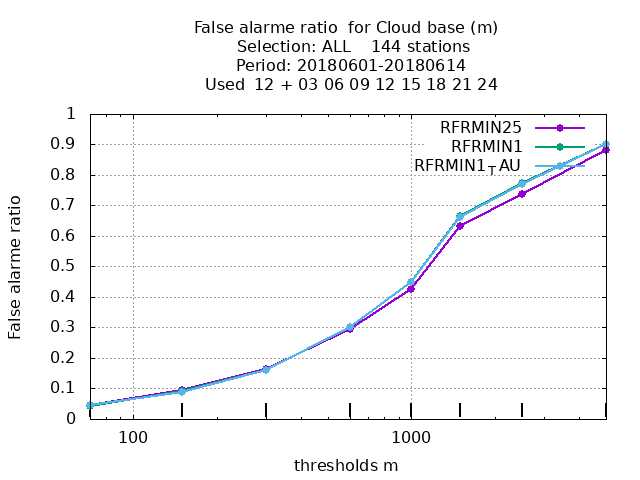 False alarme ratio  for Cloud base (m)
Selection: ALL    144 stations
Period: 20180601-20180614
Used  12 + 03 06 09 12 15 18 21 24
RFRMIN25
RFRMIN1
RFRMIN1TAU
False alarme ratio
1
0.9
0.8
0.7
0.6
0.5
0.4
0.3
0.2
0.1
0
100 1000
thresholds m